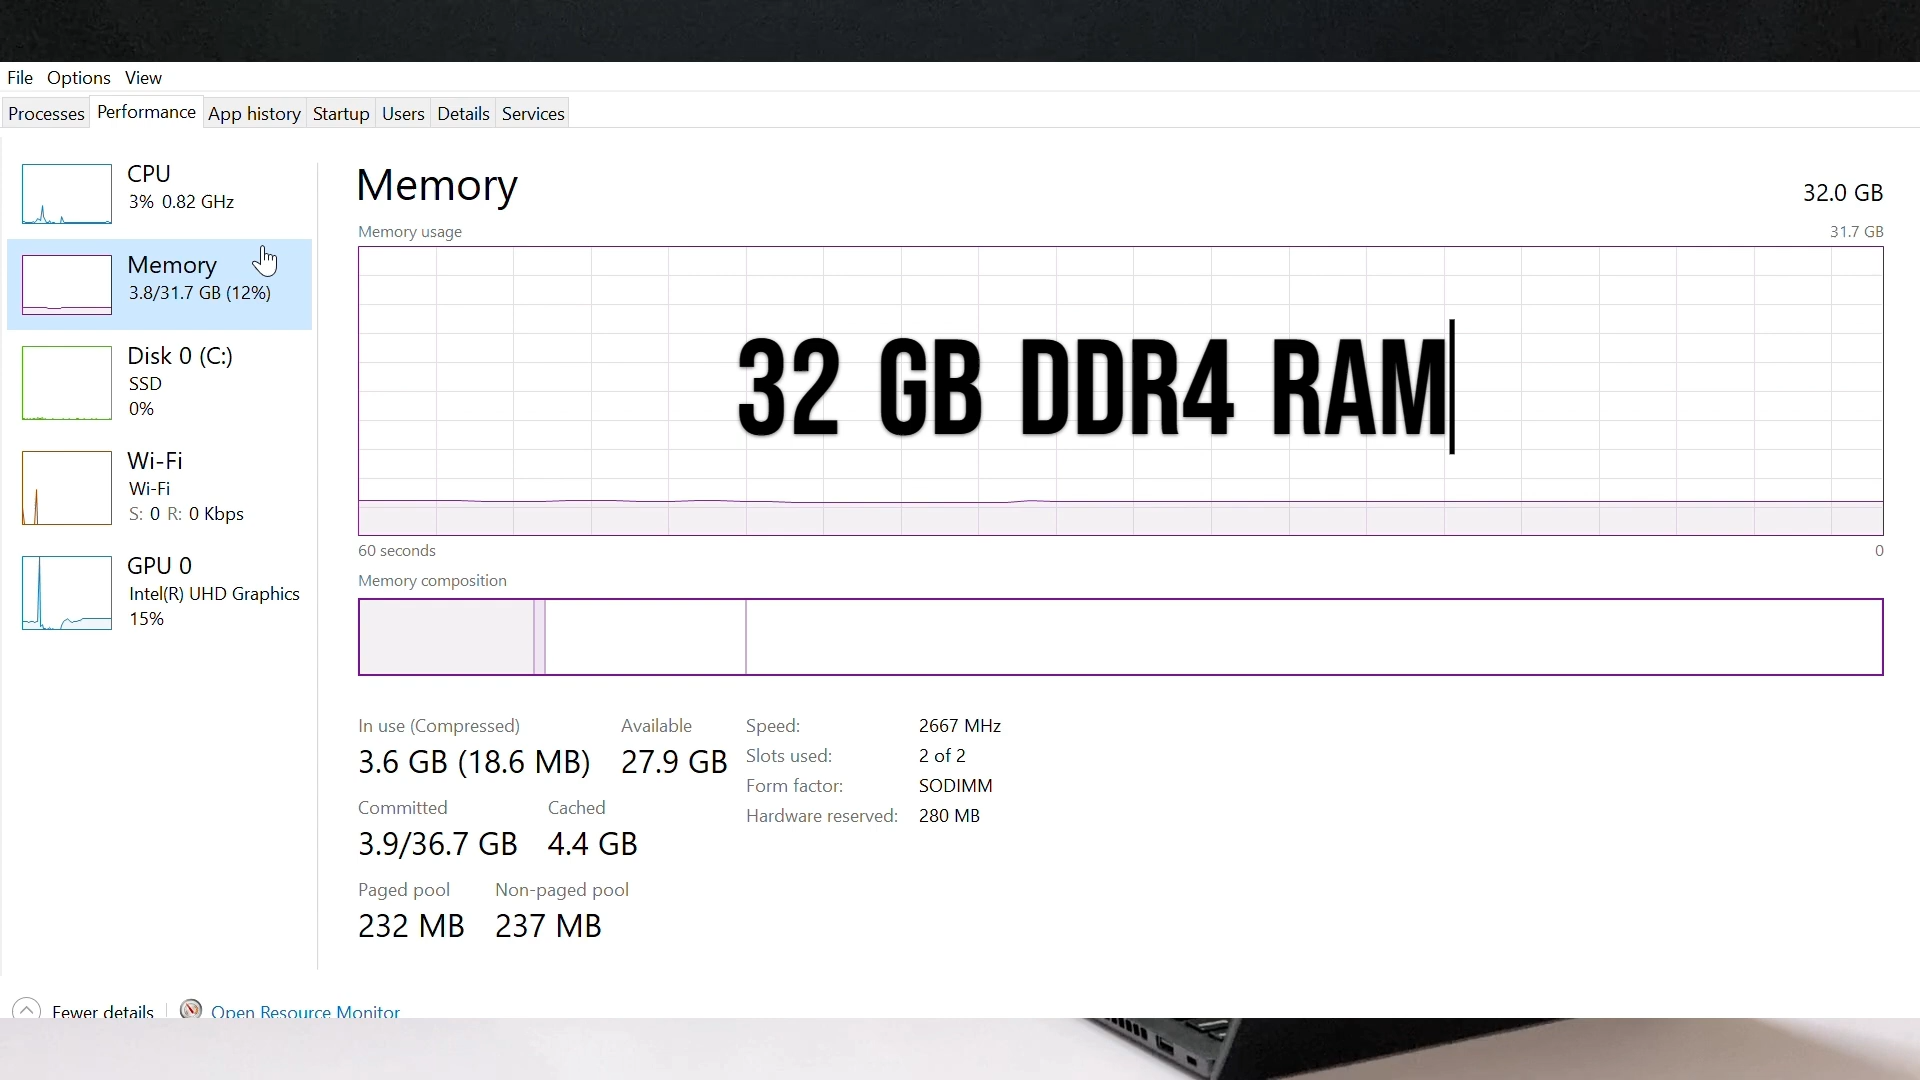 File Options View
Processes Performance App history Startup Users Details Services
CPU
3% 0.82 GHz
Memory
3.8/31.7 GB (12%)
Disk 0 (C:)
SSD
0%
Wi-Fi
Wi-Fi
S: 0 R: 0 Kbps
GPU 0
Intel(R) UHD Graphics
15%
Memory 32.0 GB
Memory usage 31.7 GB
32 GB DDR4 RAM
60 seconds 0
Memory composition
In use (Compressed) Available
3.6 GB (18.6 MB) 27.9 GB
Committed Cached
3.9/36.7 GB 4.4 GB
Paged pool Non-paged pool
232 MB 237 MB
Speed: 2667 MHz
Slots used: 2 of 2
Form factor: SODIMM
Hardware reserved: 280 MB
Fewer details Open Resource Monitor